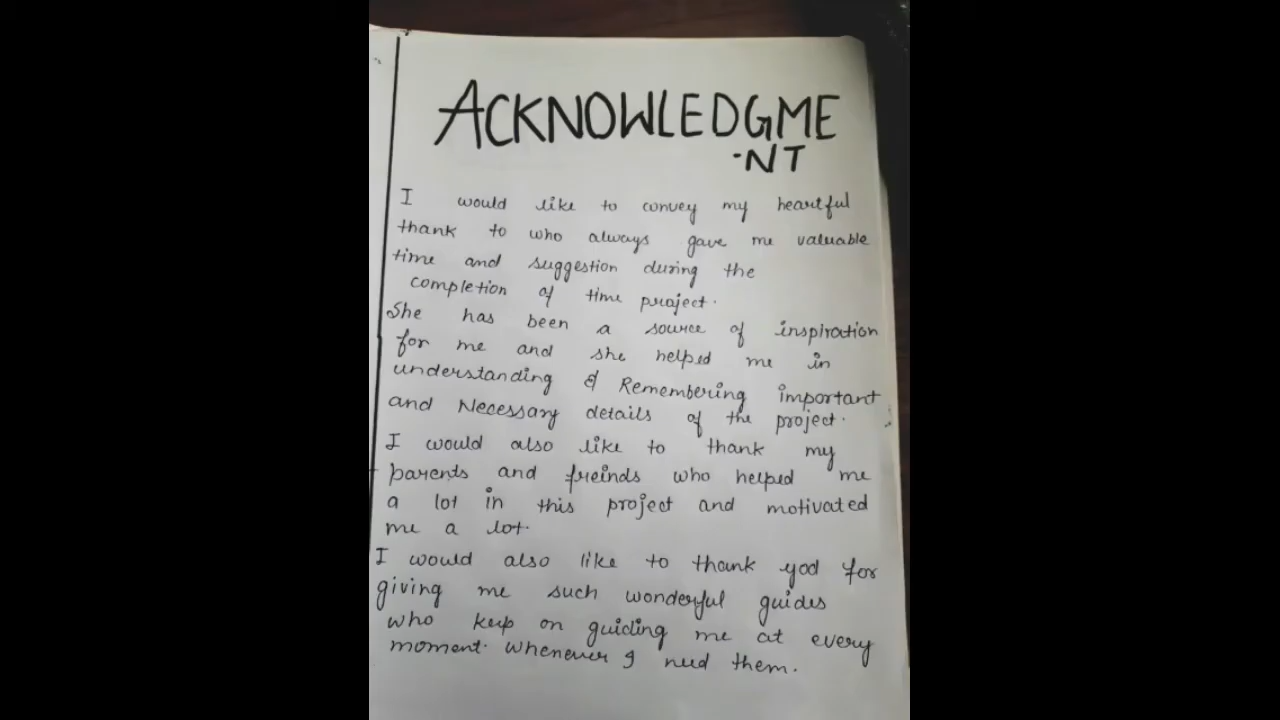 ACKNOWLEDGME
-NT
I would like to convey my heartful
thank to who always gave me valuable
time and suggestion during the
completion of time project.
She has been a source of inspiration
for me and she helped me in
understanding & Remembering important
and Necessary details of the project.
I would also like to thank my
parents and freinds who helped me
a lot in this project and motivated
me a lot.
I would also like to thank god for
giving me such wonderful guides
who keep on guiding me at every
moment. whenever I need them.